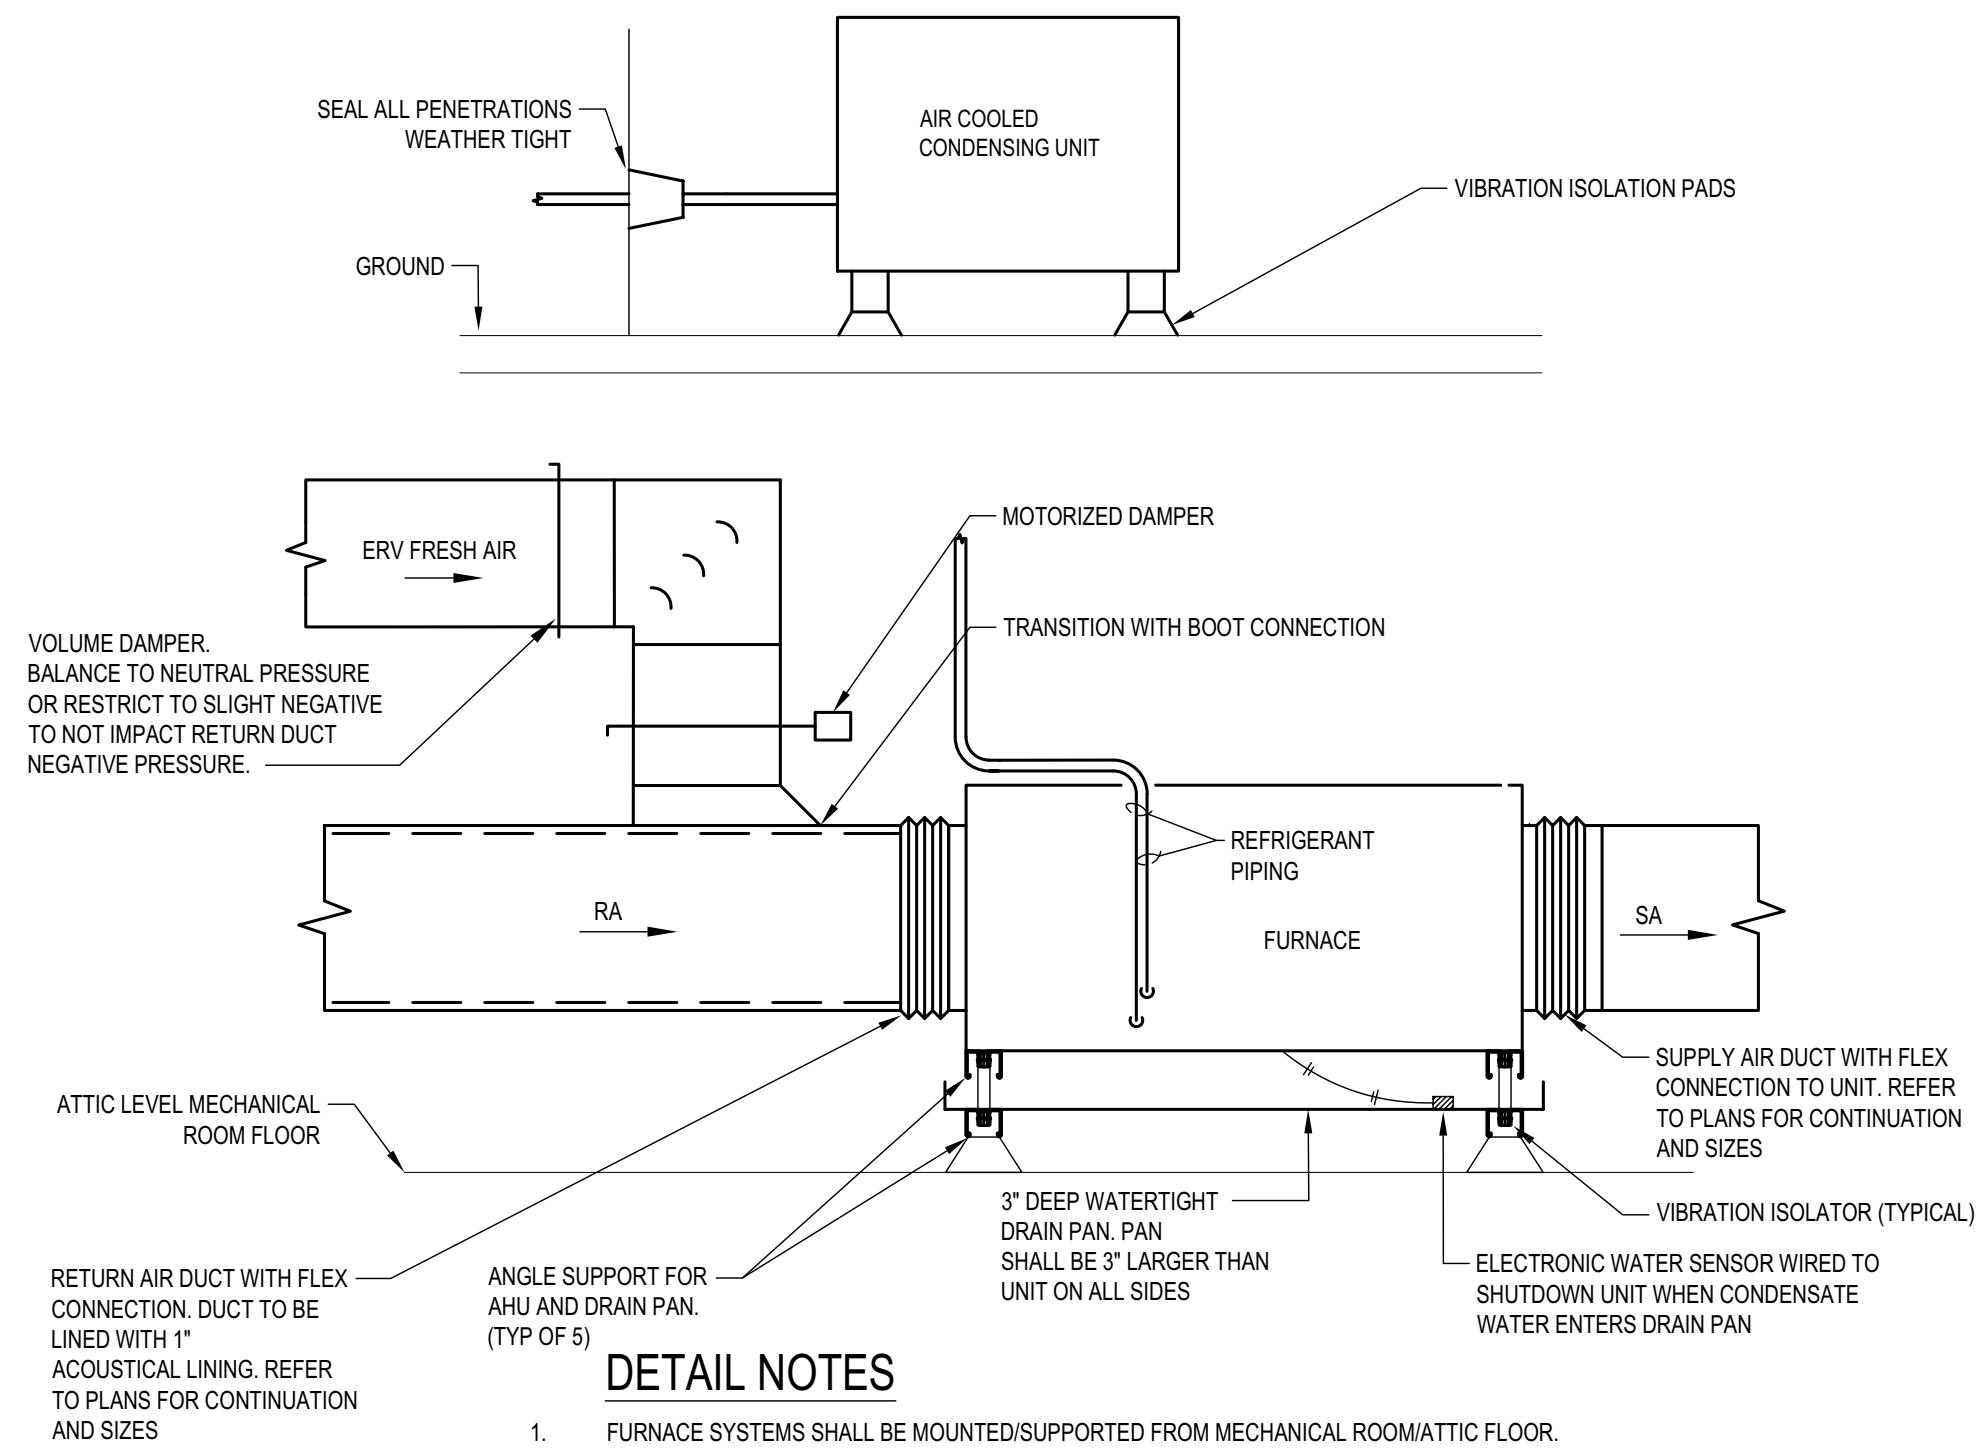 SEAL ALL PENETRATIONS
WEATHER TIGHT
AIR COOLED
CONDENSING UNIT
VIBRATION ISOLATION PADS
GROUND
MOTORIZED DAMPER
ERV FRESH AIR
TRANSITION WITH BOOT CONNECTION
VOLUME DAMPER.
BALANCE TO NEUTRAL PRESSURE
OR RESTRICT TO SLIGHT NEGATIVE
TO NOT IMPACT RETURN DUCT
NEGATIVE PRESSURE.
REFRIGERANT
PIPING
RA
FURNACE
SA
SUPPLY AIR DUCT WITH FLEX
CONNECTION TO UNIT. REFER
TO PLANS FOR CONTINUATION
AND SIZES
ATTIC LEVEL MECHANICAL
ROOM FLOOR
3" DEEP WATERTIGHT
DRAIN PAN. PAN
SHALL BE 3" LARGER THAN
UNIT ON ALL SIDES
VIBRATION ISOLATOR (TYPICAL)
ELECTRONIC WATER SENSOR WIRED TO
SHUTDOWN UNIT WHEN CONDENSATE
WATER ENTERS DRAIN PAN
RETURN AIR DUCT WITH FLEX
CONNECTION. DUCT TO BE
LINED WITH 1"
ACOUSTICAL LINING. REFER
TO PLANS FOR CONTINUATION
AND SIZES
ANGLE SUPPORT FOR
AHU AND DRAIN PAN.
(TYP OF 5)
DETAIL NOTES
1. FURNACE SYSTEMS SHALL BE MOUNTED/SUPPORTED FROM MECHANICAL ROOM/ATTIC FLOOR.